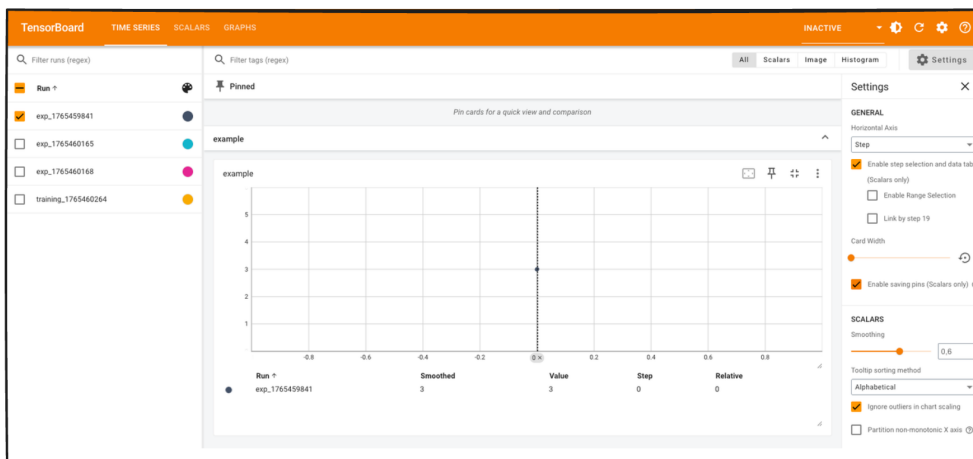 TensorBoard TIME SERIES SCALARS GRAPHS INACTIVE
Filter runs (regex)
Run ↑
exp_1765459841
exp_1765460165
exp_1765460168
training_1765460264
Filter tags (regex)
All Scalars Image Histogram
Settings
Pinned
Pin cards for a quick view and comparison
example
example
5
4
3
2
1
-0.8 -0.6 -0.4 -0.2 0 × 0.2 0.4 0.6 0.8
Run ↑ Smoothed Value Step Relative
exp_1765459841 3 3 0 0
Settings
GENERAL
Horizontal Axis
Step
Enable step selection and data tab
(Scalars only)
Enable Range Selection
Link by step 19
Card Width
Enable saving pins (Scalars only)
SCALARS
Smoothing
0,6
Tooltip sorting method
Alphabetical
Ignore outliers in chart scaling
Partition non-monotonic X axis